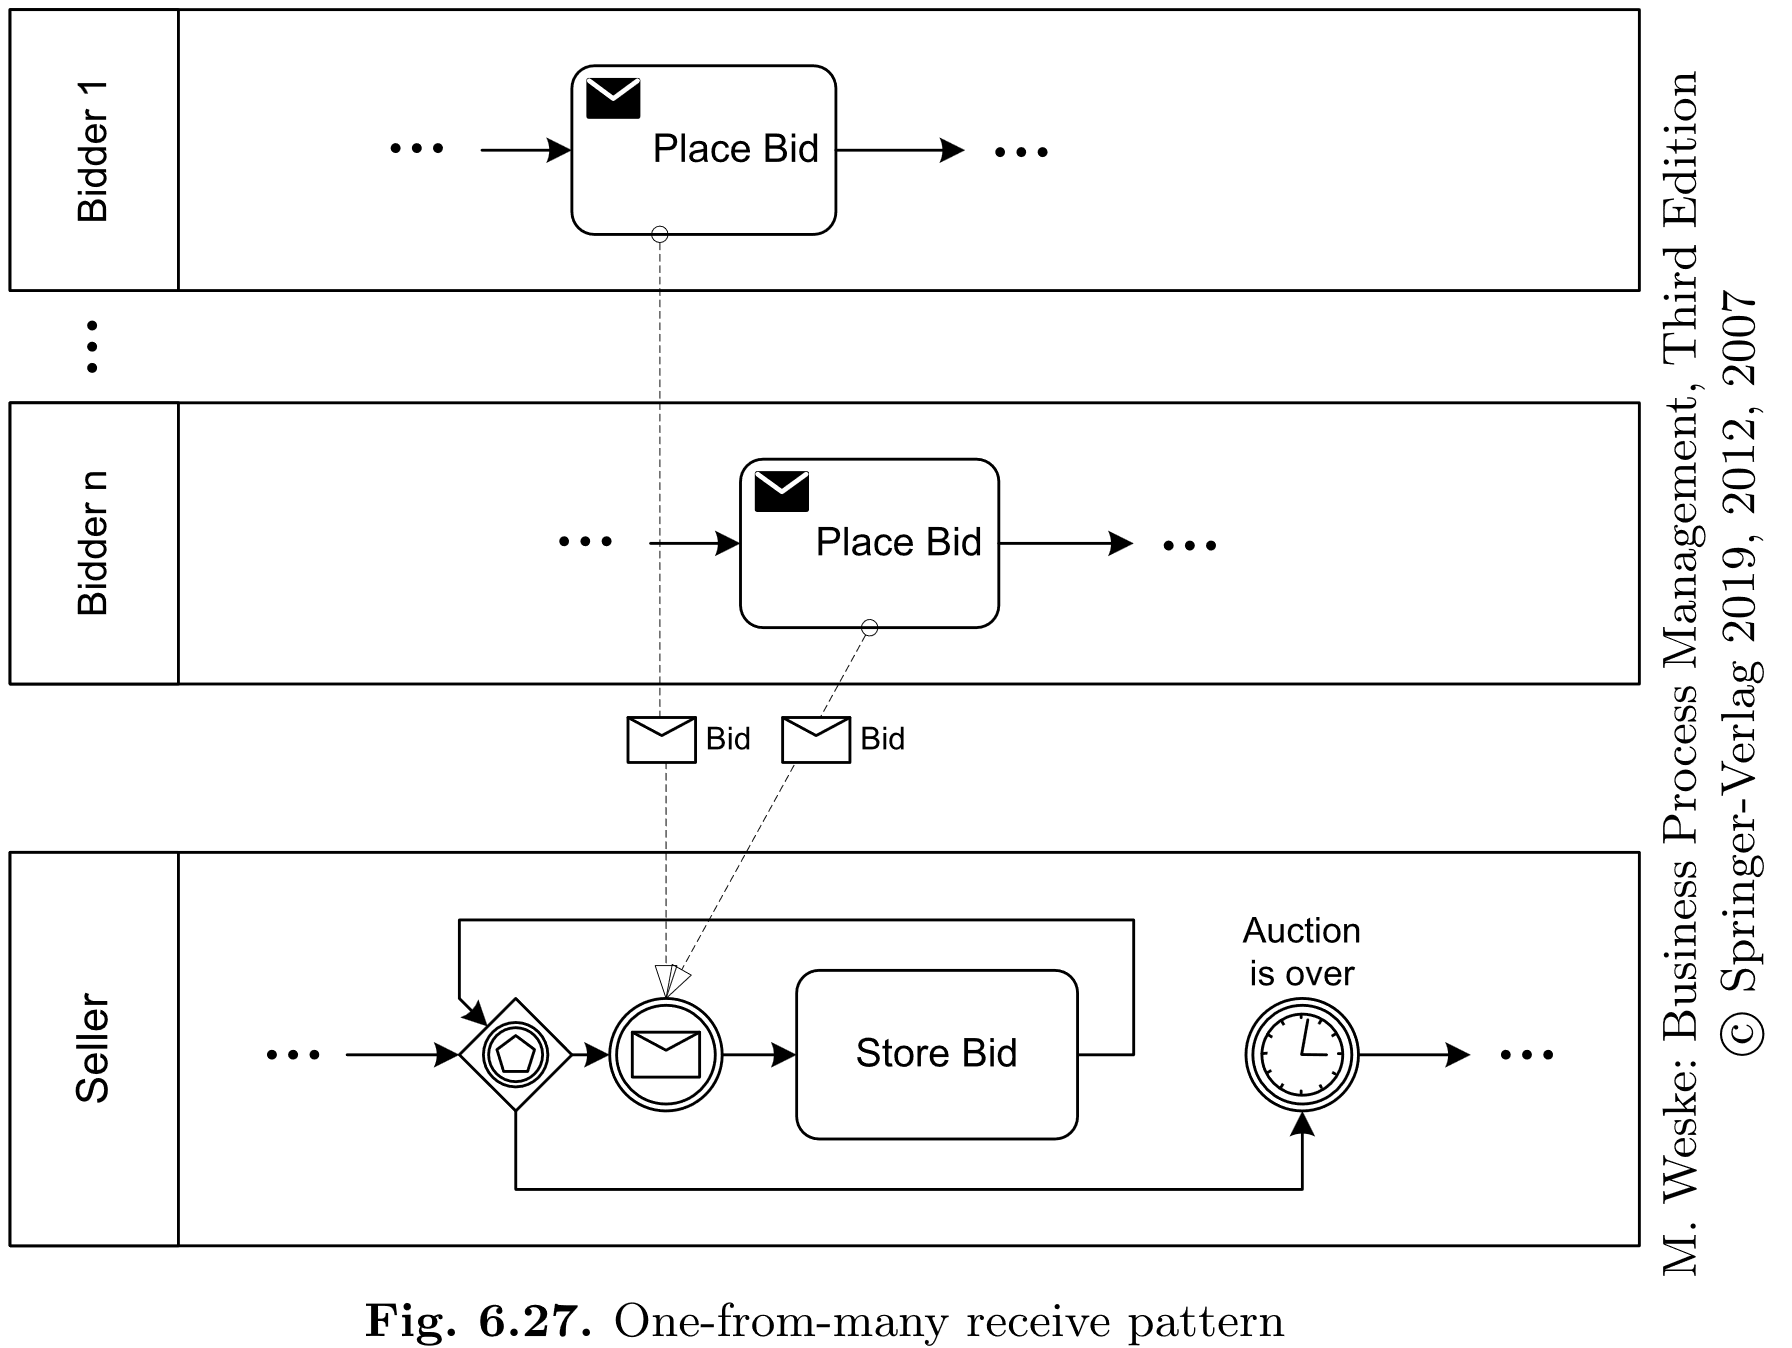 Bidder 1
Place Bid
Bidder n
Place Bid
Bid
Bid
Seller
Store Bid
Auction
is over
Fig. 6.27. One-from-many receive pattern
M. Weske: Business Process Management, Third Edition
© Springer-Verlag 2019, 2012, 2007